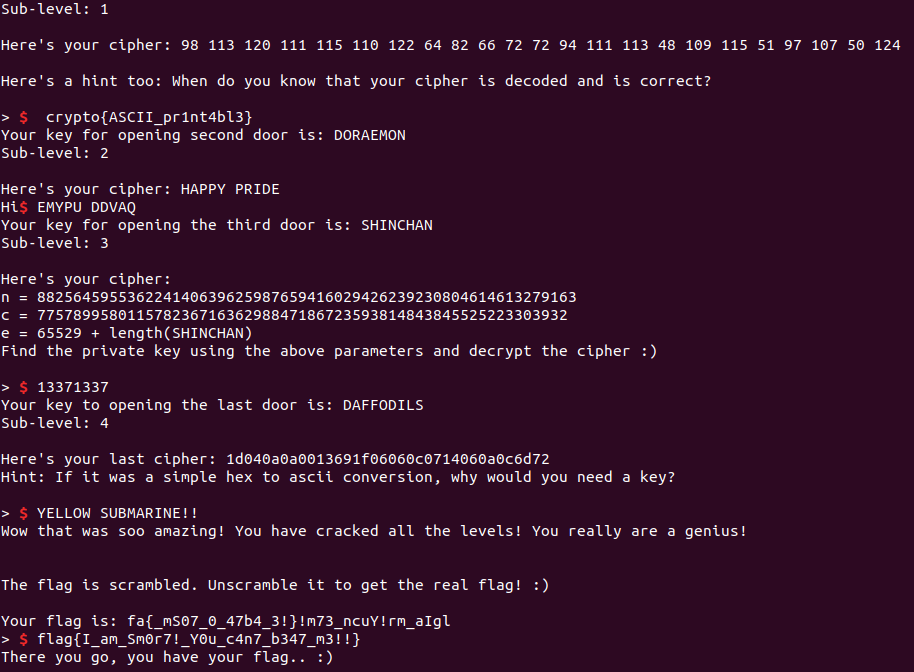 Sub-level: 1
Here's your cipher: 98 113 120 111 115 110 122 64 82 66 72 72 94 111 113 48 109 115 51 97 107 50 124
Here's a hint too: When do you know that your cipher is decoded and is correct?
> $  crypto{ASCII_pr1nt4bl3}
Your key for opening second door is: DORAEMON
Sub-level: 2
Here's your cipher: HAPPY PRIDE
Hi$ EMYPU DDVAQ
Your key for opening the third door is: SHINCHAN
Sub-level: 3
Here's your cipher:
n = 882564595536224140639625987659416029426239230804614613279163
c = 77578995801157823671636298847186723593814843845525223303932
e = 65529 + length(SHINCHAN)
Find the private key using the above parameters and decrypt the cipher :)
> $ 13371337
Your key to opening the last door is: DAFFODILS
Sub-level: 4
Here's your last cipher: 1d040a0a0013691f06060c0714060a0c6d72
Hint: If it was a simple hex to ascii conversion, why would you need a key?
> $ YELLOW SUBMARINE!!
Wow that was soo amazing! You have cracked all the levels! You really are a genius!
The flag is scrambled. Unscramble it to get the real flag! :)
Your flag is: fa{_mS07_0_47b4_3!}!m73_ncuY!rm_aIgl
> $ flag{I_am_Sm0r7!_Y0u_c4n7_b347_m3!!}
There you go, you have your flag.. :)